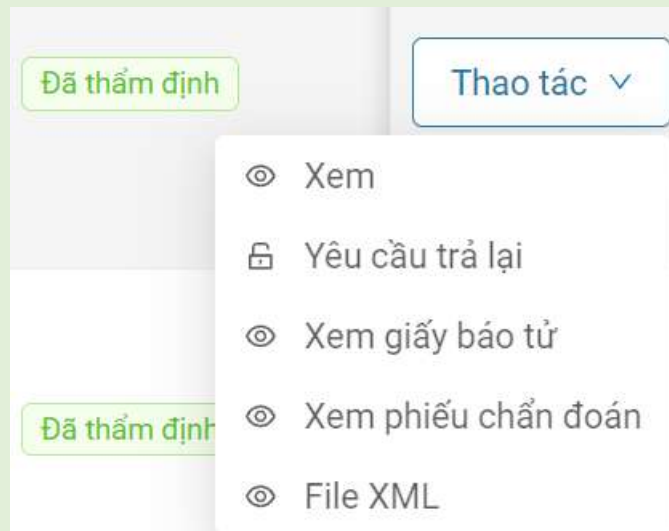 Đã thẩm định
Thao tác
Xem
Yêu cầu trả lại
Xem giấy báo tử
Xem phiếu chẩn đoán
Đã thẩm định
File XML